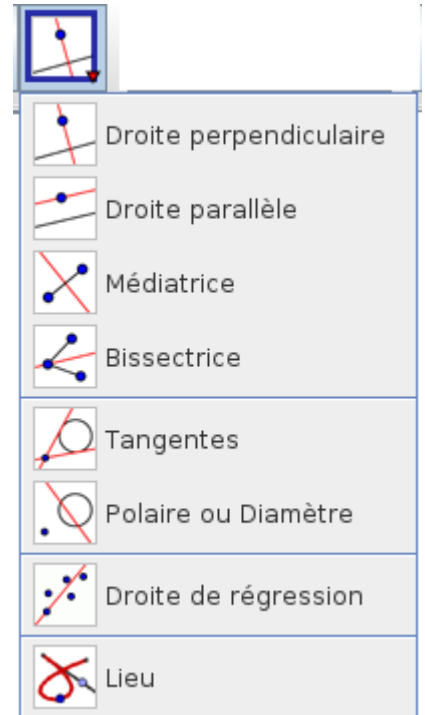 Droite perpendiculaire
Droite parallèle
Médiatrice
Bissectrice
Tangentes
Polaire ou Diamètre
Droite de régression
Lieu